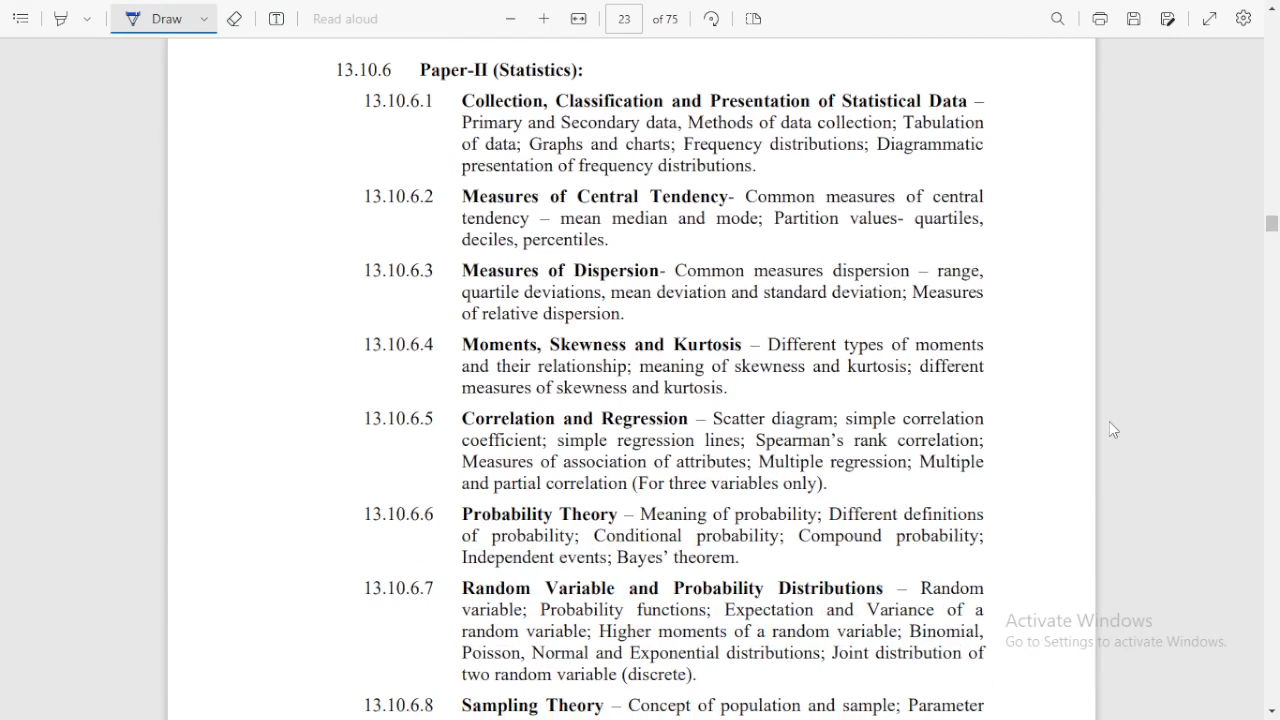 Draw
Read aloud
23
of 75
13.10.6 Paper-II (Statistics):
13.10.6.1 Collection, Classification and Presentation of Statistical Data –
Primary and Secondary data, Methods of data collection; Tabulation
of data; Graphs and charts; Frequency distributions; Diagrammatic
presentation of frequency distributions.
13.10.6.2 Measures of Central Tendency- Common measures of central
tendency – mean median and mode; Partition values- quartiles,
deciles, percentiles.
13.10.6.3 Measures of Dispersion- Common measures dispersion – range,
quartile deviations, mean deviation and standard deviation; Measures
of relative dispersion.
13.10.6.4 Moments, Skewness and Kurtosis – Different types of moments
and their relationship; meaning of skewness and kurtosis; different
measures of skewness and kurtosis.
13.10.6.5 Correlation and Regression – Scatter diagram; simple correlation
coefficient; simple regression lines; Spearman’s rank correlation;
Measures of association of attributes; Multiple regression; Multiple
and partial correlation (For three variables only).
13.10.6.6 Probability Theory – Meaning of probability; Different definitions
of probability; Conditional probability; Compound probability;
Independent events; Bayes’ theorem.
13.10.6.7 Random Variable and Probability Distributions – Random
variable; Probability functions; Expectation and Variance of a
random variable; Higher moments of a random variable; Binomial,
Poisson, Normal and Exponential distributions; Joint distribution of
two random variable (discrete).
13.10.6.8 Sampling Theory – Concept of population and sample; Parameter
Activate Windows
Go to Settings to activate Windows.